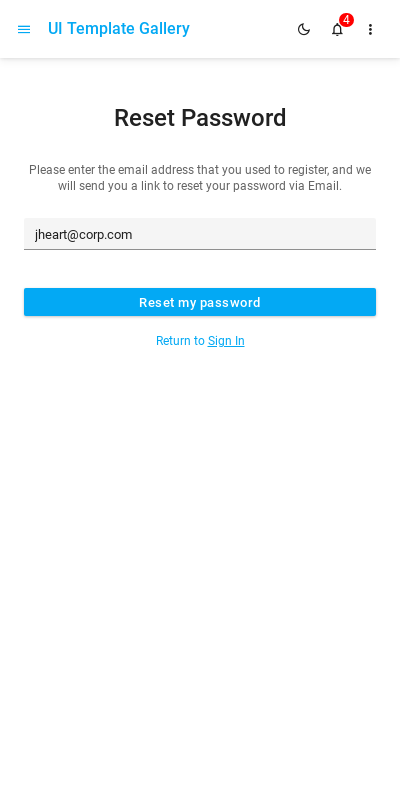 UI Template Gallery
4
Reset Password
Please enter the email address that you used to register, and we
will send you a link to reset your password via Email.
jheart@corp.com
Reset my password
Return to Sign In